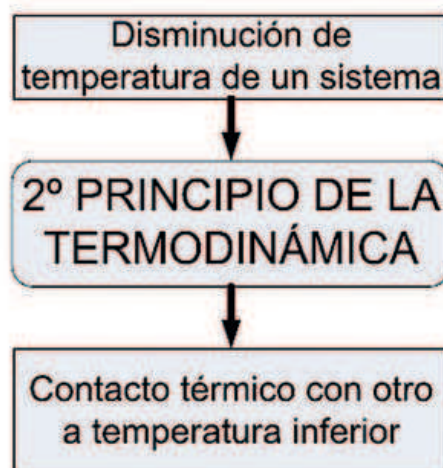 Disminución de
temperatura de un sistema
2º PRINCIPIO DE LA
TERMODINÁMICA
Contacto térmico con otro
a temperatura inferior